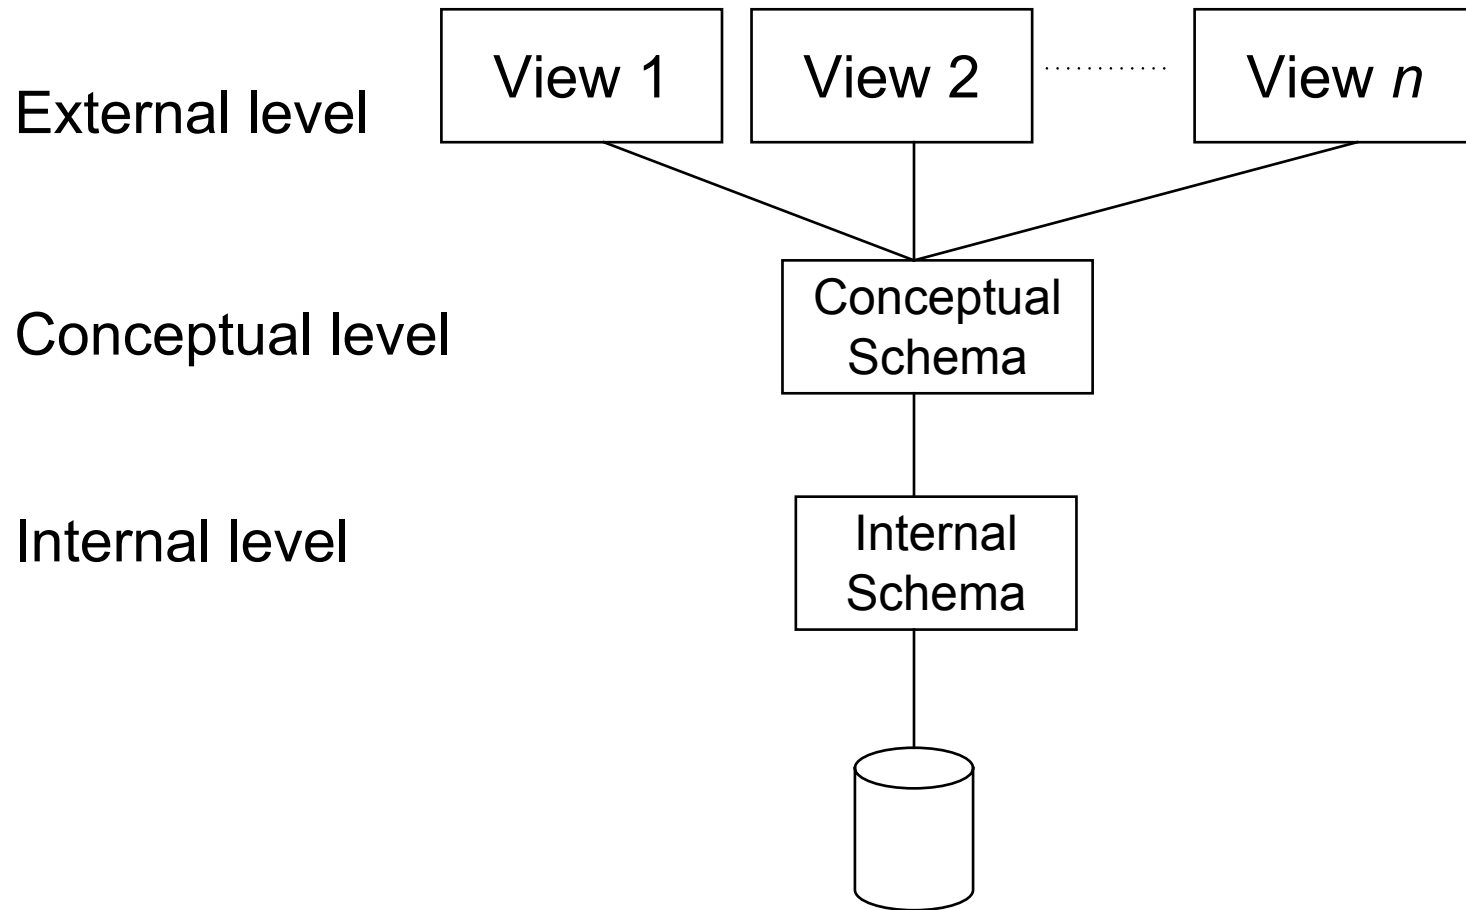 View 1
View 2
............
View n
External level
Conceptual
Schema
Conceptual level
Internal
Schema
Internal level